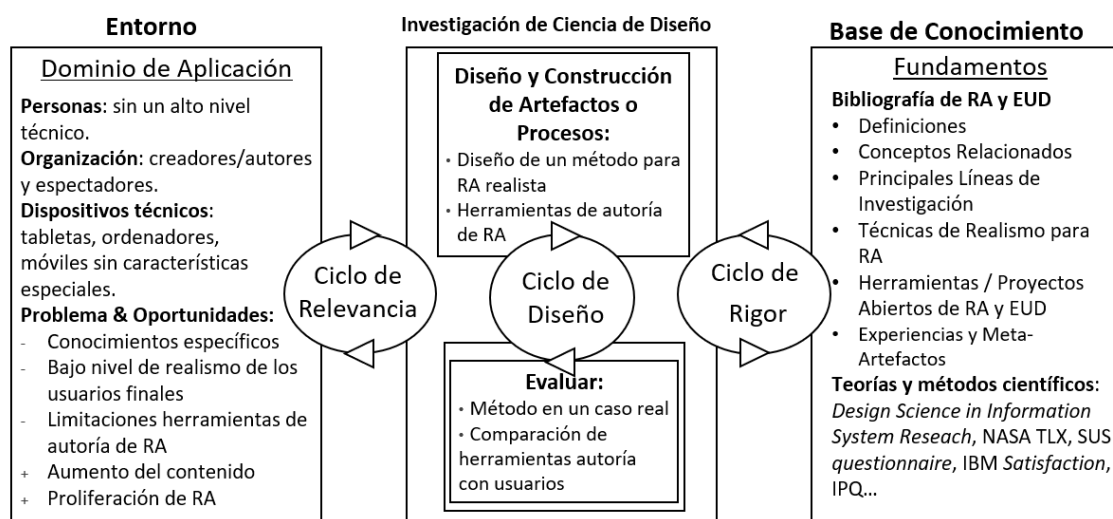 Entorno
Dominio de Aplicación
Personas: sin un alto nivel
técnico.
Organización: creadores/autores
y espectadores.
Dispositivos técnicos:
tabletas, ordenadores,
móviles sin características
especiales.
Problema & Oportunidades:
- Conocimientos específicos
- Bajo nivel de realismo de los
usuarios finales
- Limitaciones herramientas de
autoría de RA
+ Aumento del contenido
+ Proliferación de RA
Ciclo de
Relevancia
Investigación de Ciencia de Diseño
Diseño y Construcción
de Artefactos o
Procesos:
• Diseño de un método para
RA realista
• Herramientas de autoría
de RA
Ciclo de
Diseño
Evaluar:
• Método en un caso real
• Comparación de
herramientas autoría
con usuarios
Ciclo de
Rigor
Base de Conocimiento
Fundamentos
Bibliografía de RA y EUD
• Definiciones
• Conceptos Relacionados
• Principales Líneas de
Investigación
• Técnicas de Realismo para
RA
• Herramientas / Proyectos
Abiertos de RA y EUD
• Experiencias y Meta-
Artefactos
Teorías y métodos científicos:
Design Science in Information
System Reseach, NASA TLX, SUS
questionnaire, IBM Satisfaction,
IPQ...